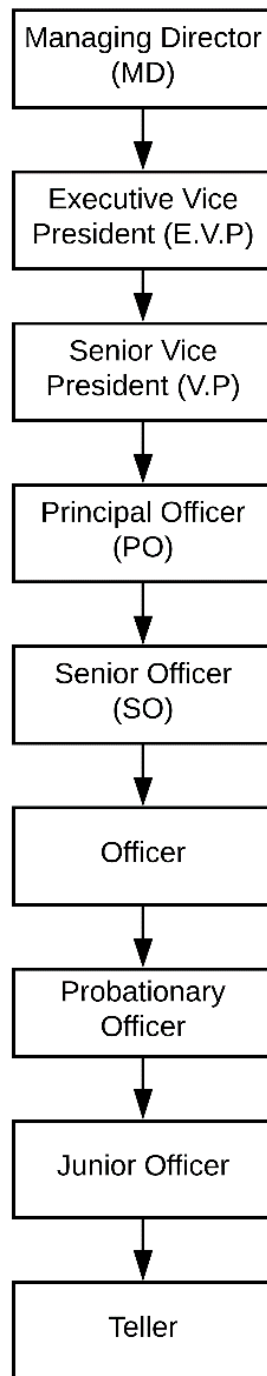 Managing Director
(MD)
Executive Vice
President (E.V.P)
Senior Vice
President (V.P)
Principal Officer
(PO)
Senior Officer
(SO)
Officer
Probationary
Officer
Junior Officer
Teller